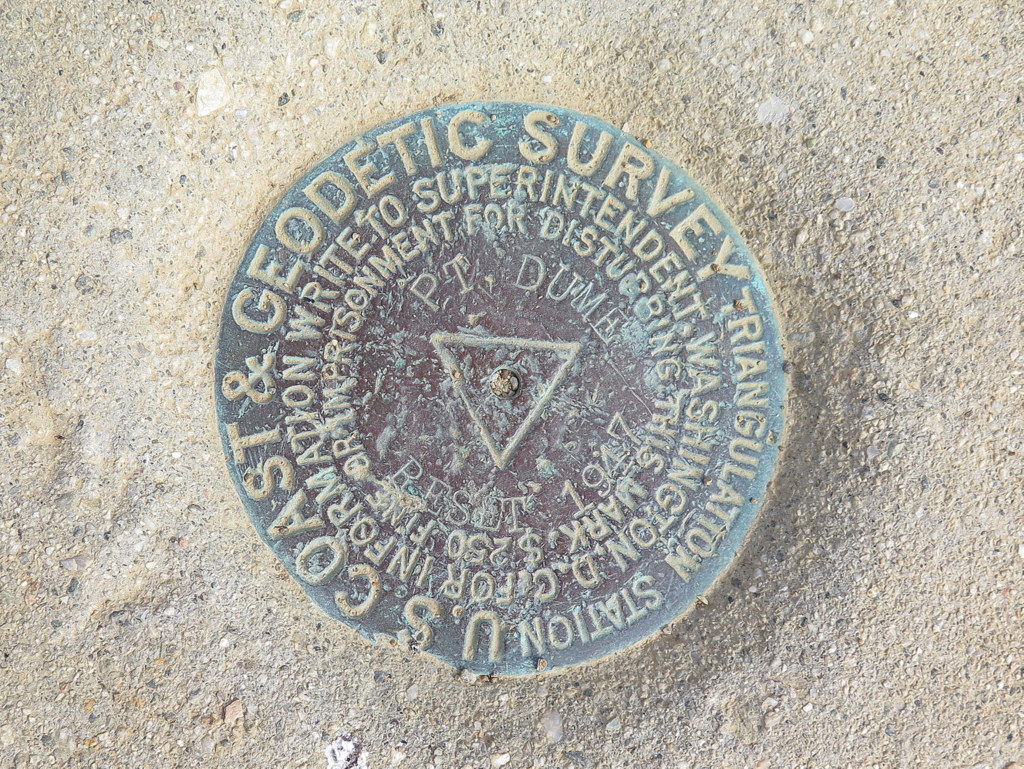 U.S. COAST & GEODETIC SURVEY TRIANGULATION STATION
FOR INFORMATION WRITE TO SUPERINTENDENT, WASHINGTON, D.C.
$250 FINE OR IMPRISONMENT FOR DISTURBING THIS MARK.
PT. DUME
RESET 1947